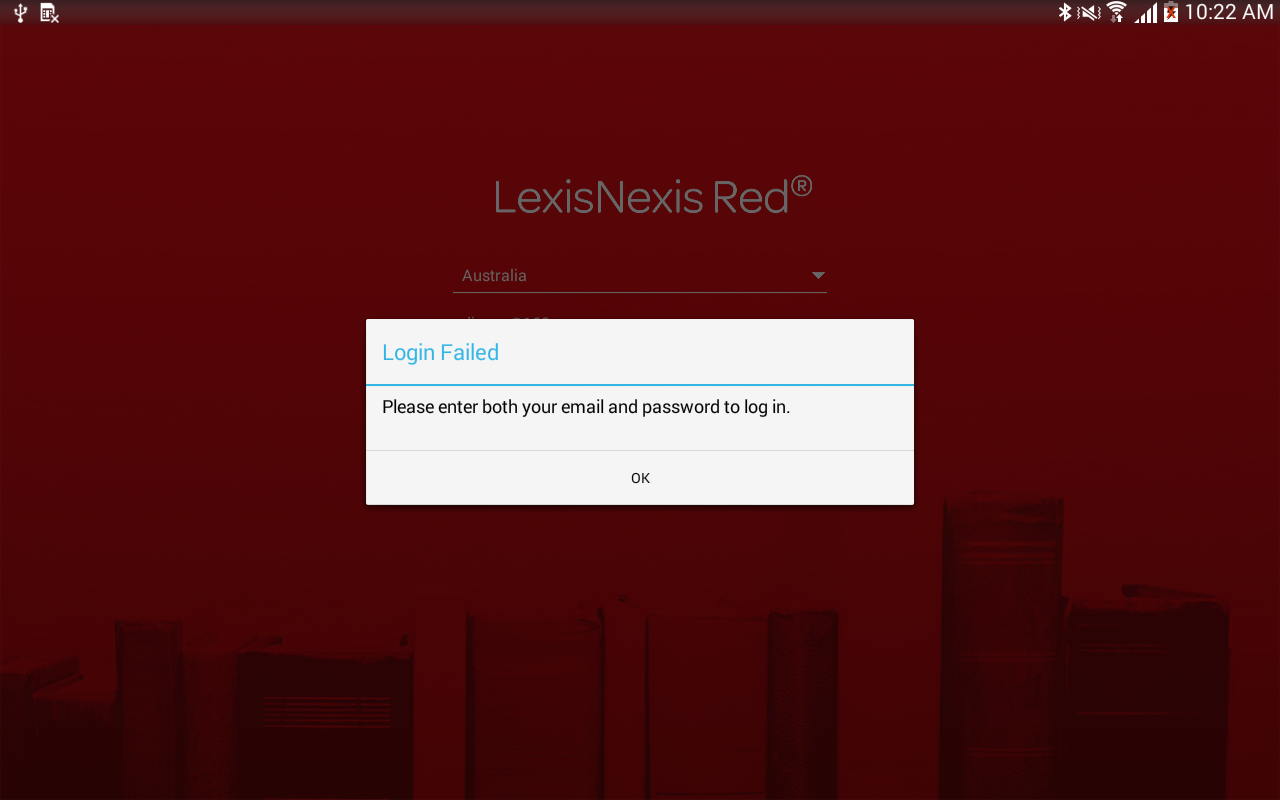 10:22 AM
LexisNexis Red®
Australia
Login Failed
Please enter both your email and password to log in.
OK